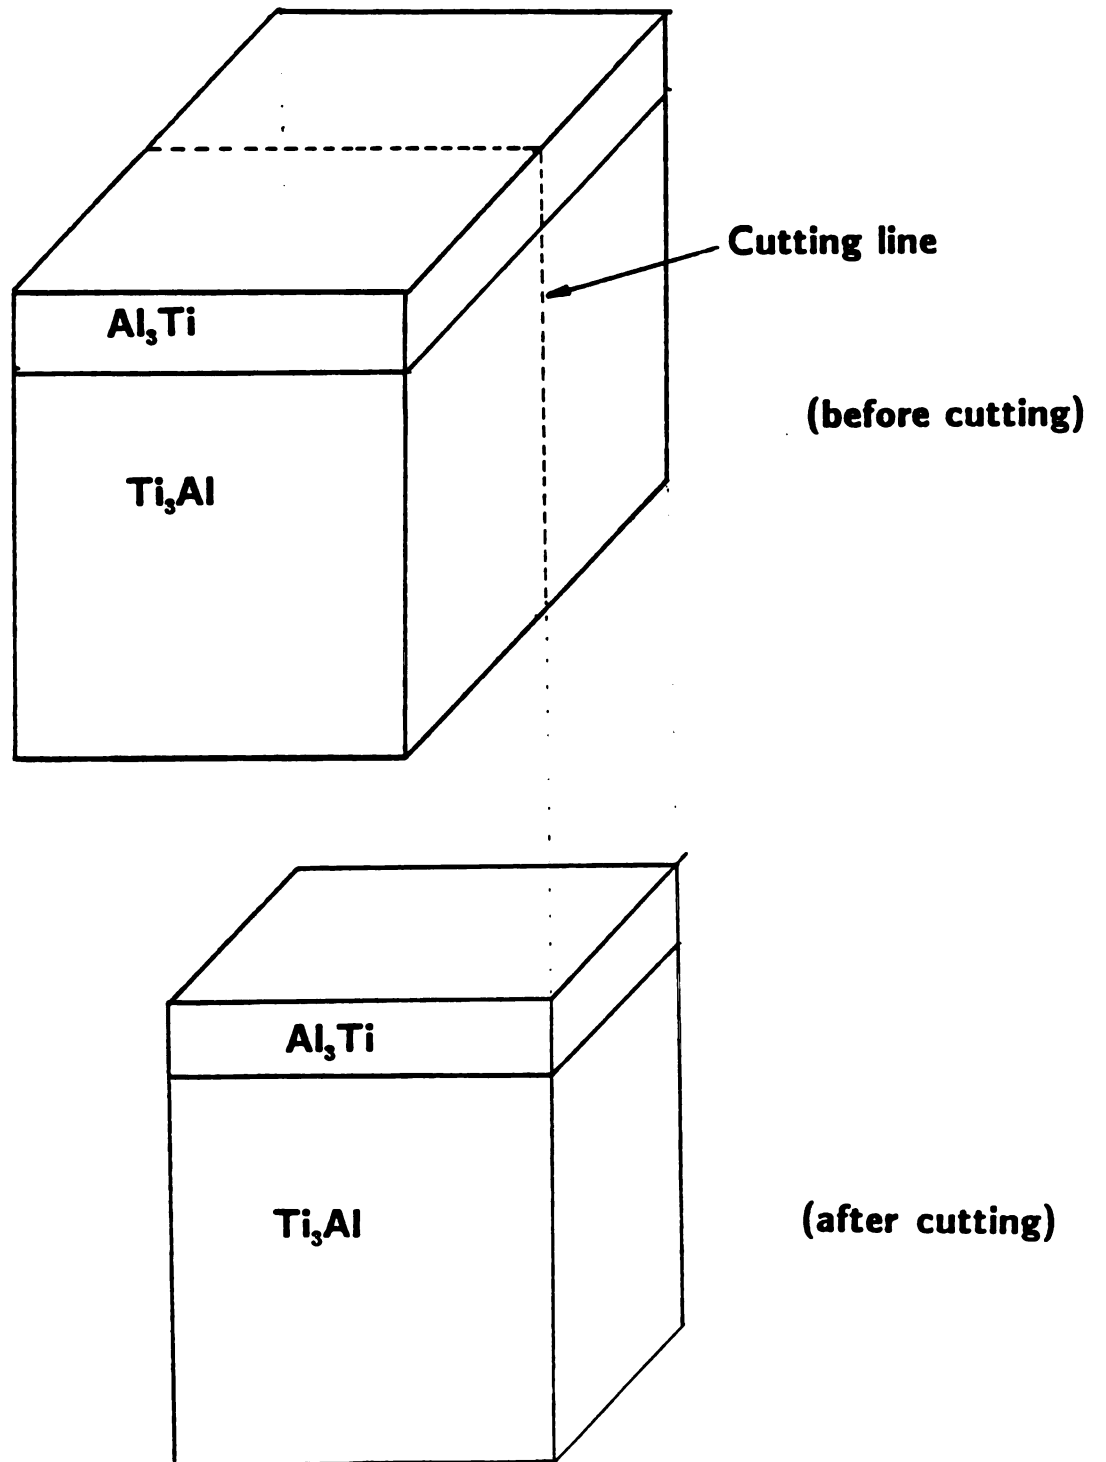 Cutting line
Al₃Ti
(before cutting)
Ti₃Al
Al₃Ti
Ti₃Al
(after cutting)